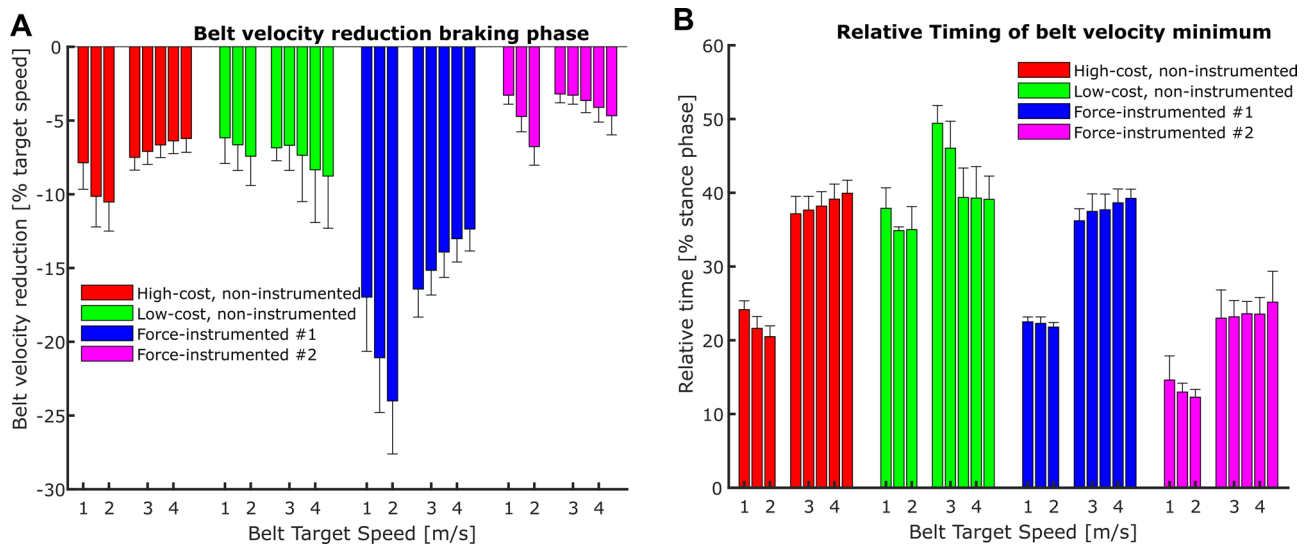 A
Belt velocity reduction braking phase
Belt velocity reduction [% target speed]
0
-5
-10
-15
-20
-25
-30
High-cost, non-instrumented
Low-cost, non-instrumented
Force-instrumented #1
Force-instrumented #2
1 2 3 4 1 2 3 4 1 2 3 4 1 2 3 4
Belt Target Speed [m/s]
B
Relative Timing of belt velocity minimum
Relative time [% stance phase]
60
50
40
30
20
10
0
High-cost, non-instrumented
Low-cost, non-instrumented
Force-instrumented #1
Force-instrumented #2
1 2 3 4 1 2 3 4 1 2 3 4 1 2 3 4
Belt Target Speed [m/s]